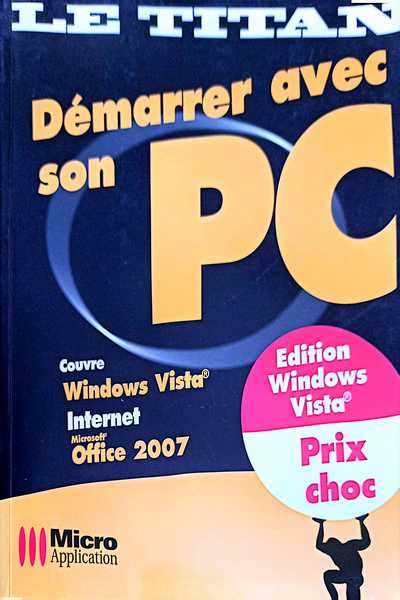 LE TITAN
Démarrer avec
son PC
Couvre
Windows Vista®
Internet
Microsoft®
Office 2007
Edition
Windows
Vista®
Prix
choc
Micro
Application